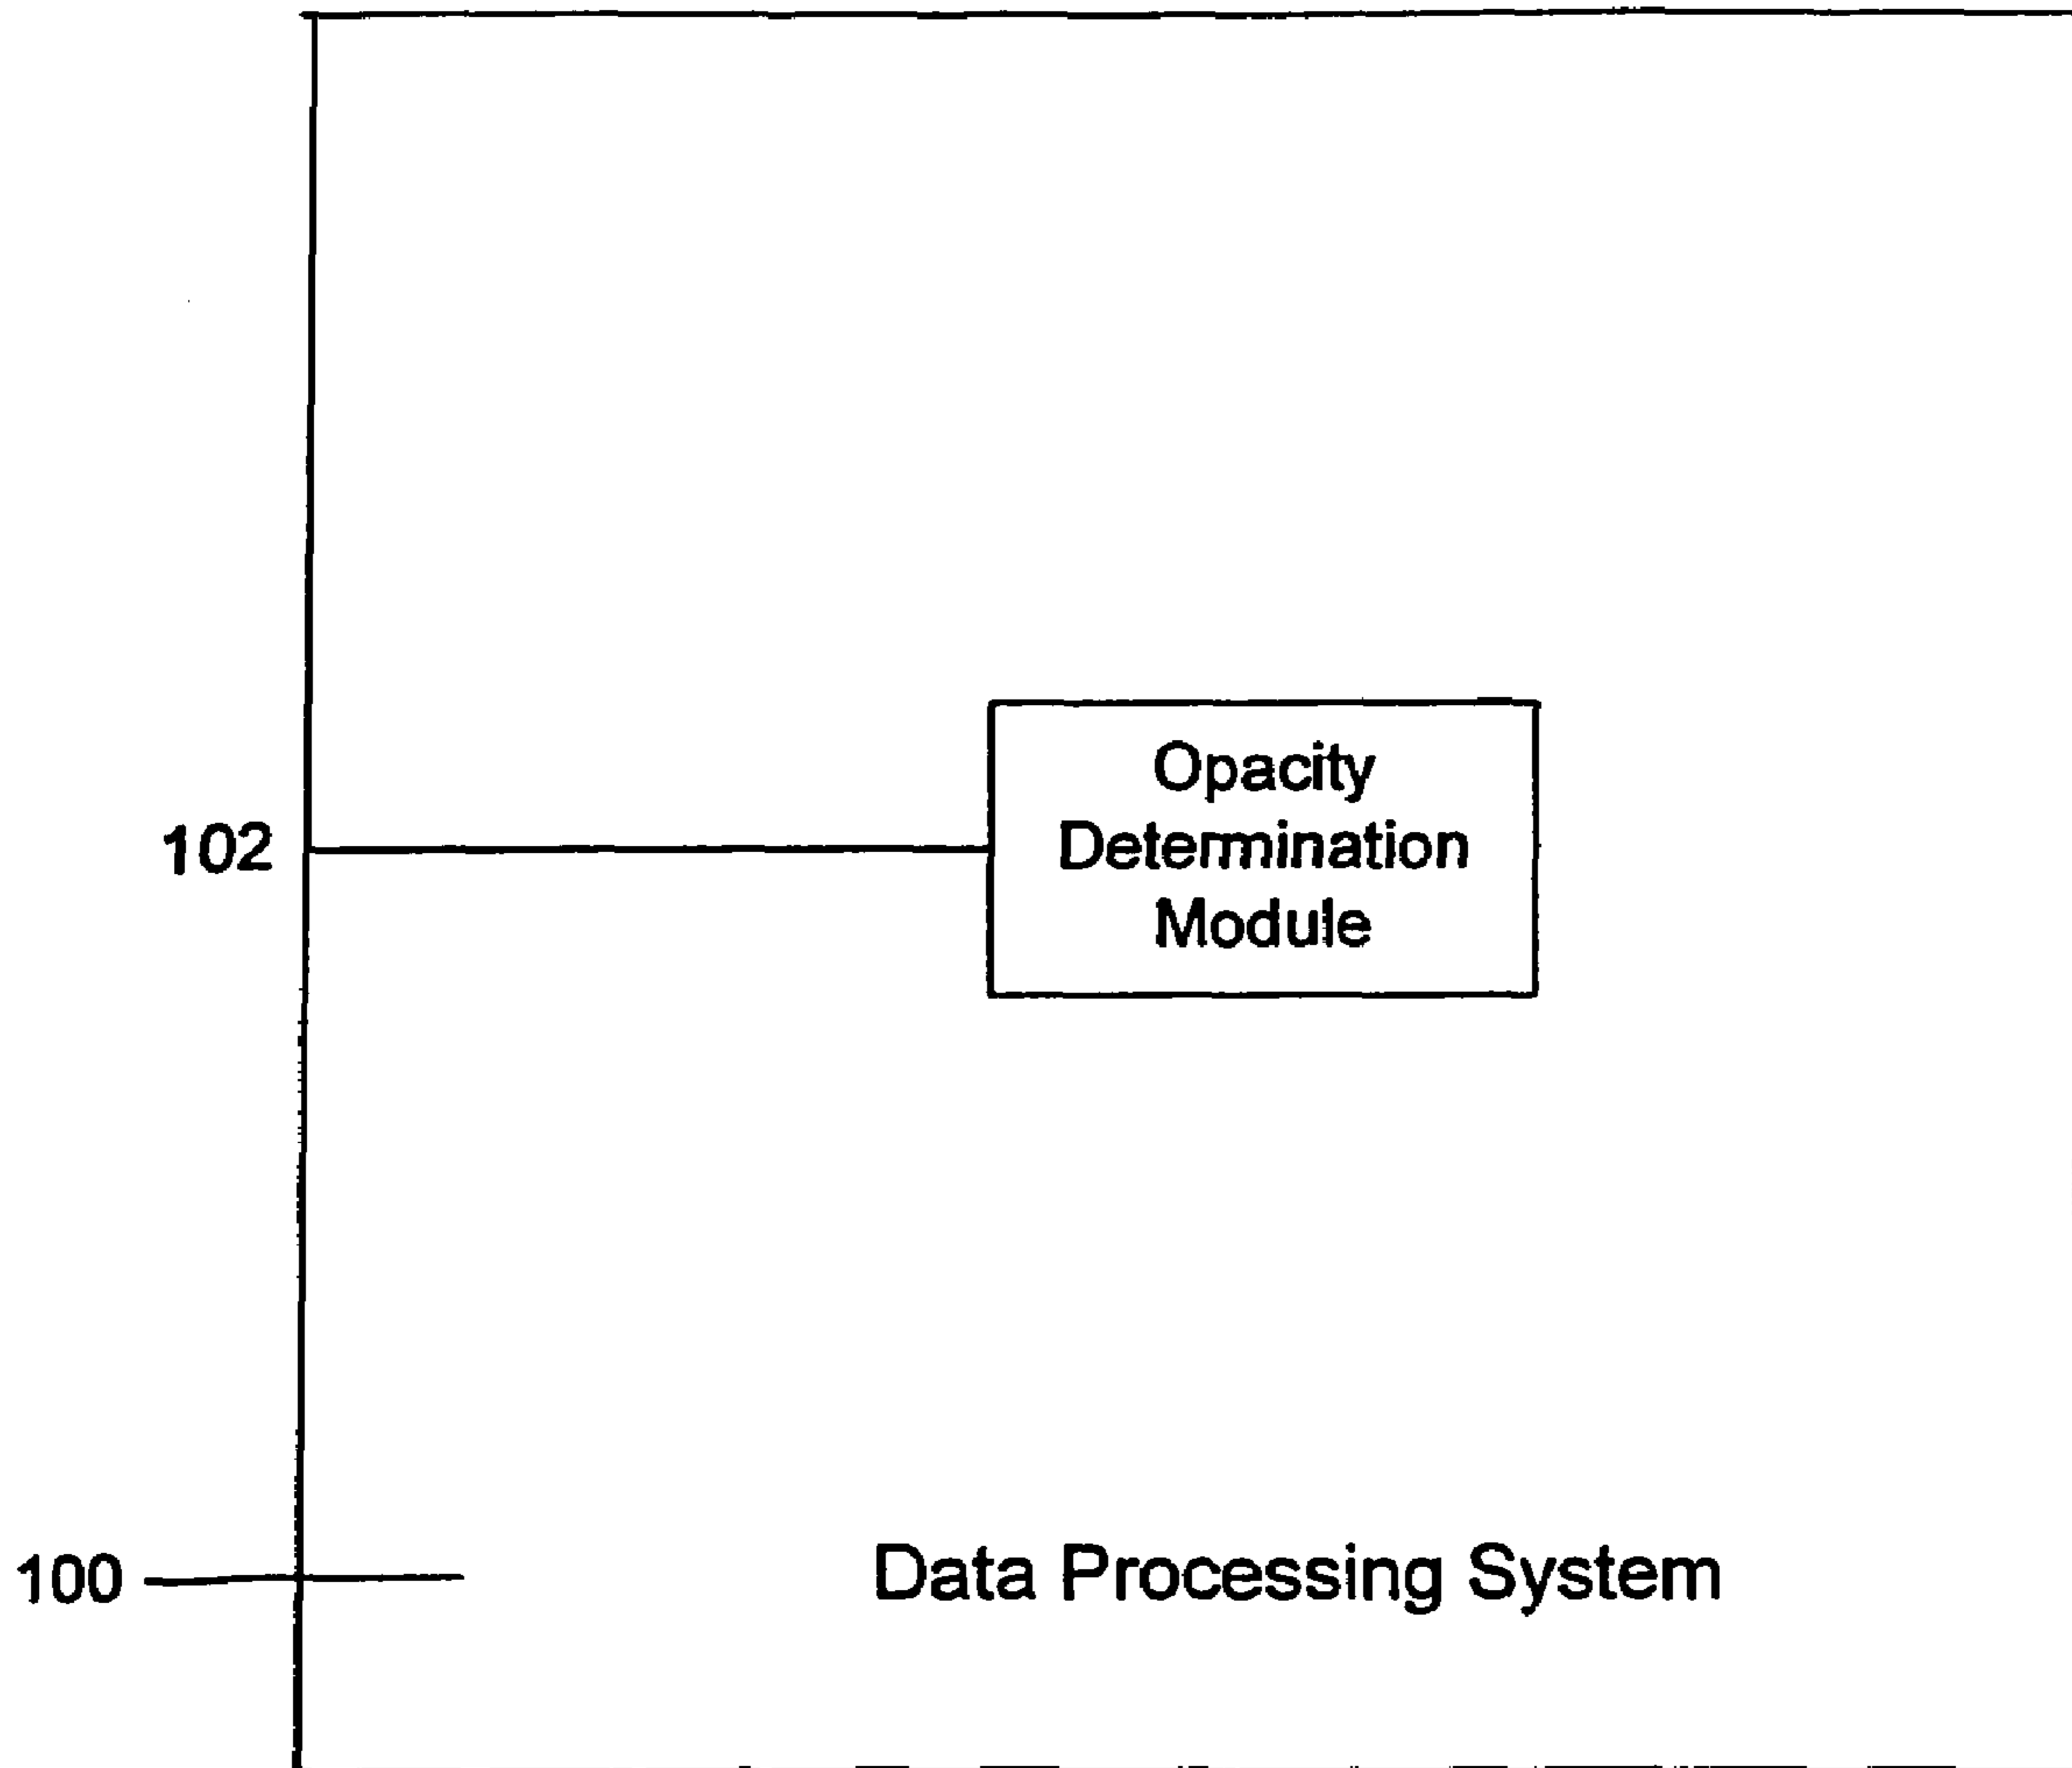 Opacity
102 Determination
Module
100 Data Processing System